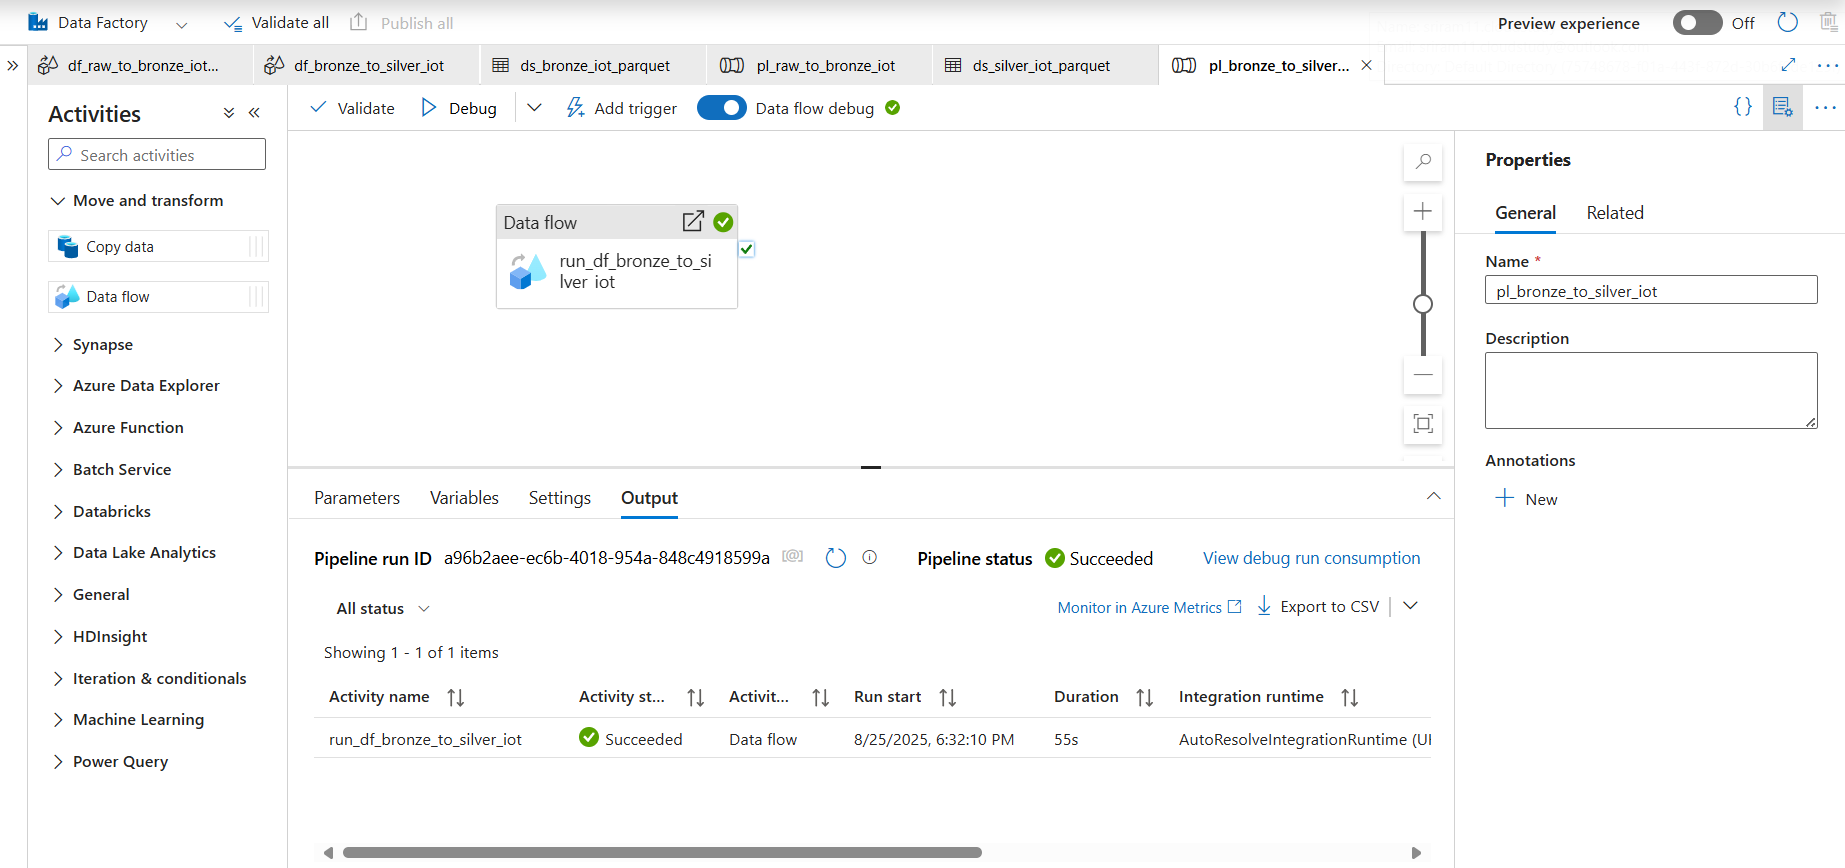 Data Factory
Validate all
Publish all
Preview experience
Off
df_raw_to_bronze_iot...
df_bronze_to_silver_iot
ds_bronze_iot_parquet
pl_raw_to_bronze_iot
ds_silver_iot_parquet
pl_bronze_to_silver...
Activities
Search activities
Move and transform
Copy data
Data flow
Synapse
Azure Data Explorer
Azure Function
Batch Service
Databricks
Data Lake Analytics
General
HDInsight
Iteration & conditionals
Machine Learning
Power Query
Validate
Debug
Add trigger
Data flow debug
{}
Data flow
run_df_bronze_to_si
lver_iot
Parameters
Variables
Settings
Output
Pipeline run ID a96b2aee-ec6b-4018-954a-848c4918599a [@]
Pipeline status Succeeded
View debug run consumption
All status
Monitor in Azure Metrics
Export to CSV
Showing 1 - 1 of 1 items
Activity name Activity st... Activit... Run start Duration Integration runtime
run_df_bronze_to_silver_iot Succeeded Data flow 8/25/2025, 6:32:10 PM 55s AutoResolveIntegrationRuntime
Properties
General
Related
Name *
pl_bronze_to_silver_iot
Description
Annotations
New